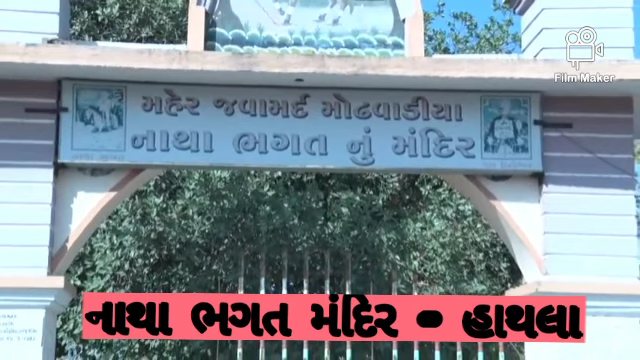 Film Maker
મહેર જવામર્દ મોઢવાડીયા
નાથા ભગત નું મંદિર
નાથા ભગત મંદિર - હાથલા